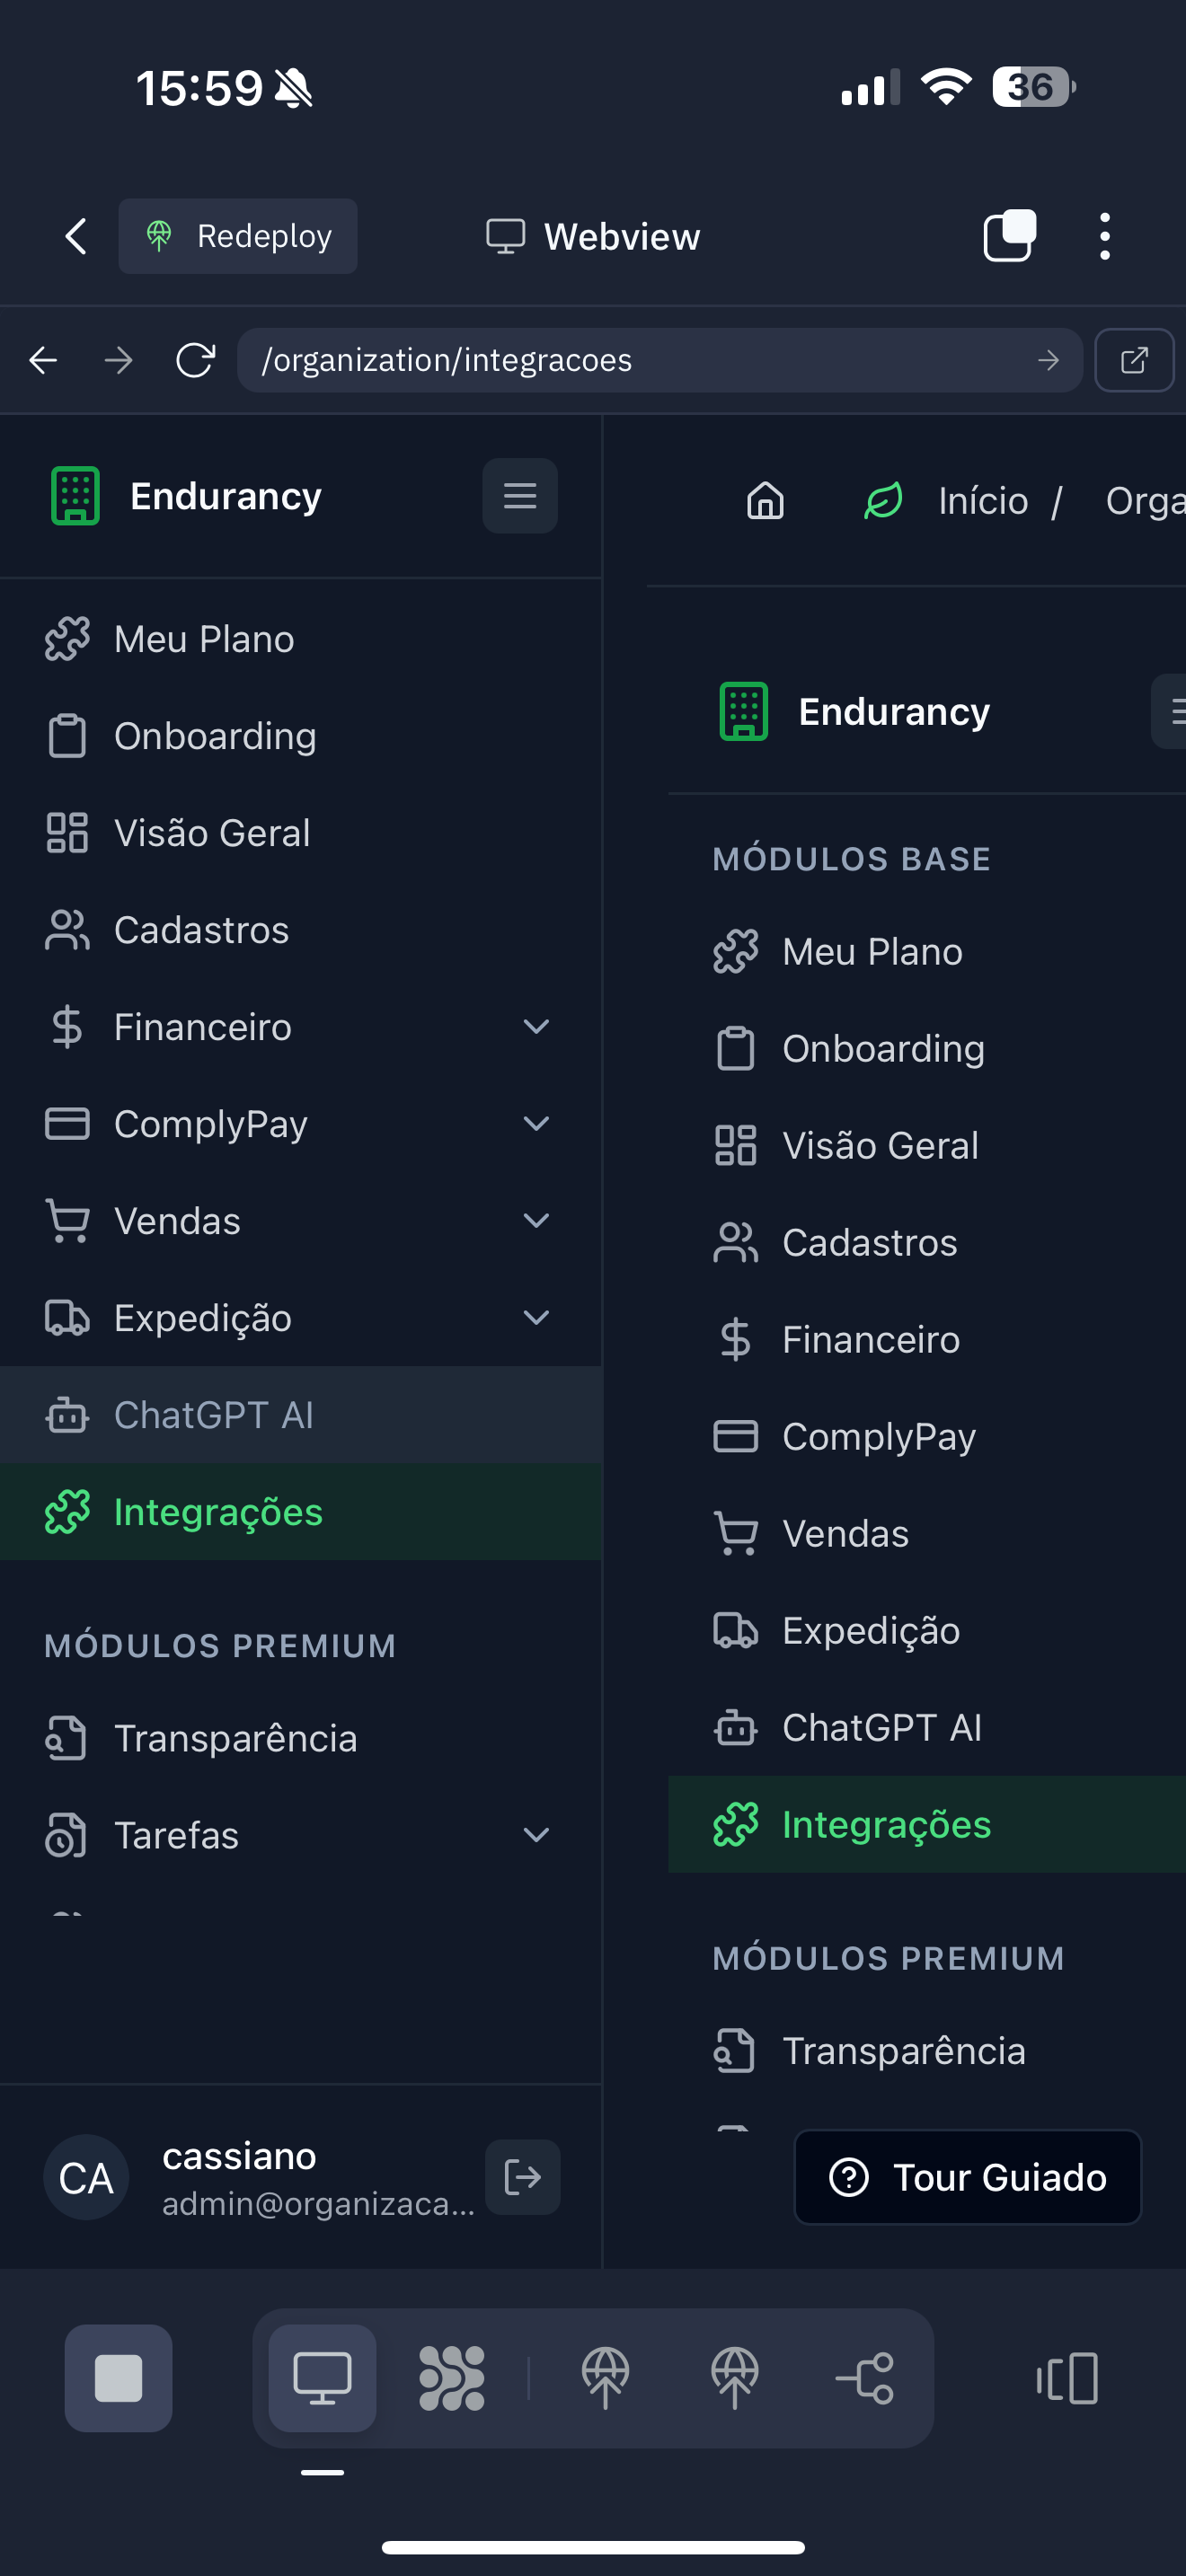 15:59
36
Redeploy
Webview
/organization/integracoes
Endurancy
Meu Plano
Onboarding
Visão Geral
Cadastros
Financeiro
ComplyPay
Vendas
Expedição
ChatGPT AI
Integrações
MÓDULOS PREMIUM
Transparência
Tarefas
CA
cassiano
admin@organizaca...
Início /
Orga
Endurancy
MÓDULOS BASE
Meu Plano
Onboarding
Visão Geral
Cadastros
Financeiro
ComplyPay
Vendas
Expedição
ChatGPT AI
Integrações
MÓDULOS PREMIUM
Transparência
Tour Guiado